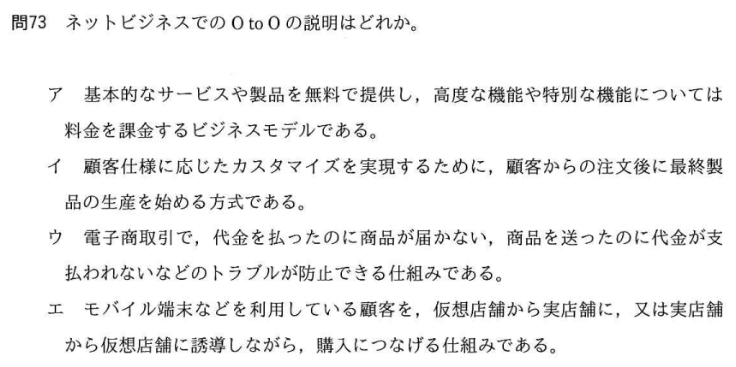 問73 ネットビジネスでの O to O の説明はどれか。
ア 基本的なサービスや製品を無料で提供し，高度な機能や特別な機能については
料金を課金するビジネスモデルである。
イ 顧客仕様に応じたカスタマイズを実現するために，顧客からの注文後に最終製
品の生産を始める方式である。
ウ 電子商取引で，代金を払ったのに商品が届かない，商品を送ったのに代金が支
払われないなどのトラブルが防止できる仕組みである。
エ モバイル端末などを利用している顧客を，仮想店舗から実店舗に，又は実店舗
から仮想店舗に誘導しながら，購入につなげる仕組みである。